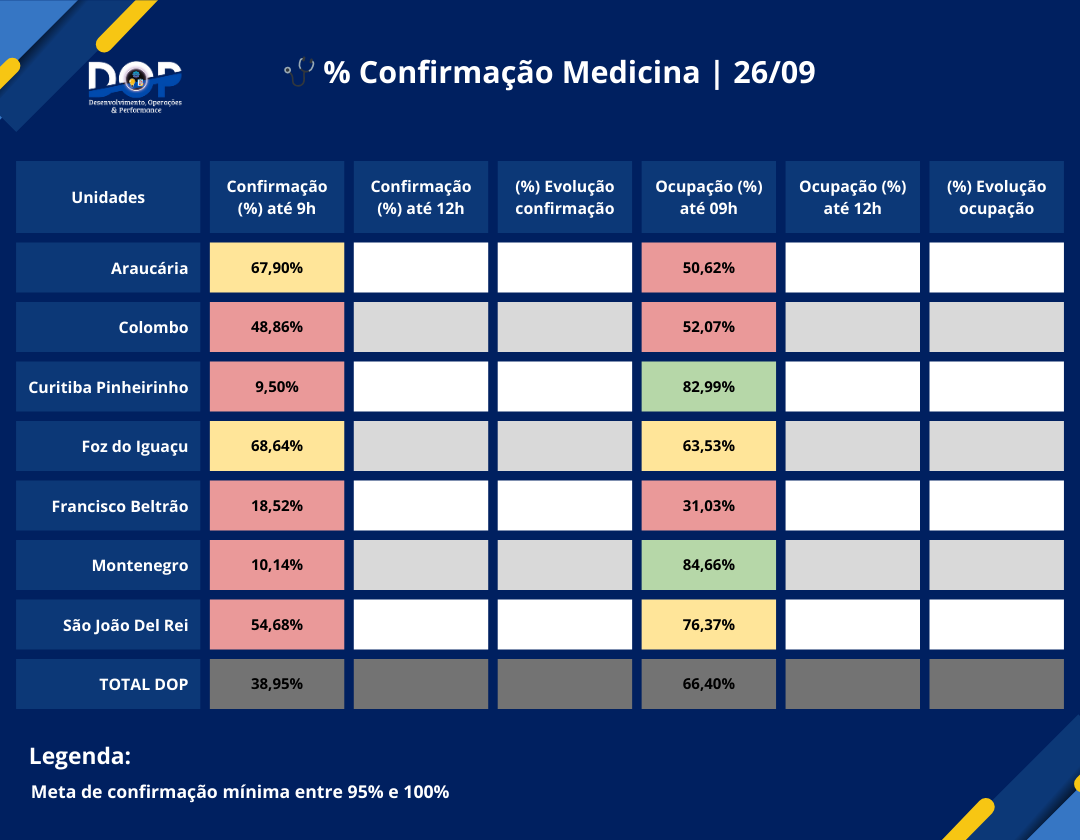 DOP
Desenvolvimento, Operações
& Performance
% Confirmação Medicina | 26/09
Unidades
Confirmação
(%) até 9h
Confirmação
(%) até 12h
(%) Evolução
confirmação
Ocupação (%)
até 09h
Ocupação (%)
até 12h
(%) Evolução
ocupação
Araucária 67,90% 50,62%
Colombo 48,86% 52,07%
Curitiba Pinheirinho 9,50% 82,99%
Foz do Iguaçu 68,64% 63,53%
Francisco Beltrão 18,52% 31,03%
Montenegro 10,14% 84,66%
São João Del Rei 54,68% 76,37%
TOTAL DOP 38,95% 66,40%
Legenda:
Meta de confirmação mínima entre 95% e 100%